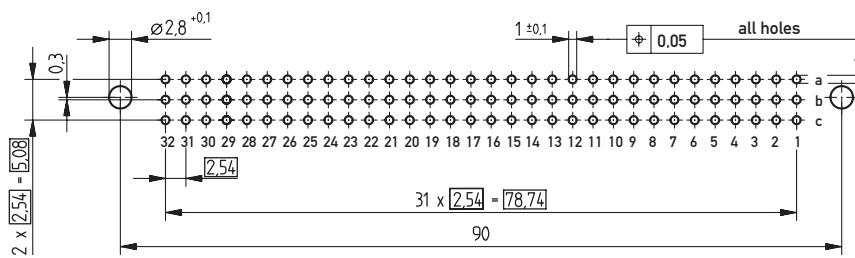 ⌀2,8 +0,1
1 ±0,1
⌖ 0,05 all holes
0,3
a
b
c
32 31 30 29 28 27 26 25 24 23 22 21 20 19 18 17 16 15 14 13 12 11 10 9 8 7 6 5 4 3 2 1
2,54
2 x 2,54 = 5,08
31 x 2,54 = 78,74
90